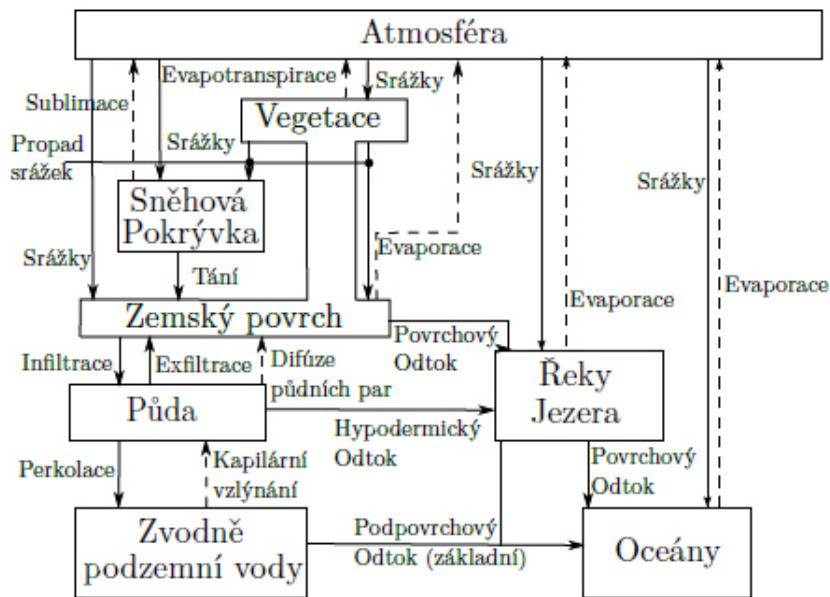 Atmosféra
Evapotranspirace
Srážky
Sublimace
Vegetace
Propad
srážek
Srážky
Srážky
Srážky
Sněhová
Pokrývka
Evaporace
Srážky
Tání
Evaporace
Evaporace
Zemský povrch
Povrchový
Odtok
Infiltrace
Exfiltrace
Difúze
půdních par
Řeky
Jezera
Půda
Hypodermický
Odtok
Perkolace
Kapilární
vzlýnání
Povrchový
Odtok
Zvodně
podzemní vody
Podpovrchový
Odtok (základní)
Oceány